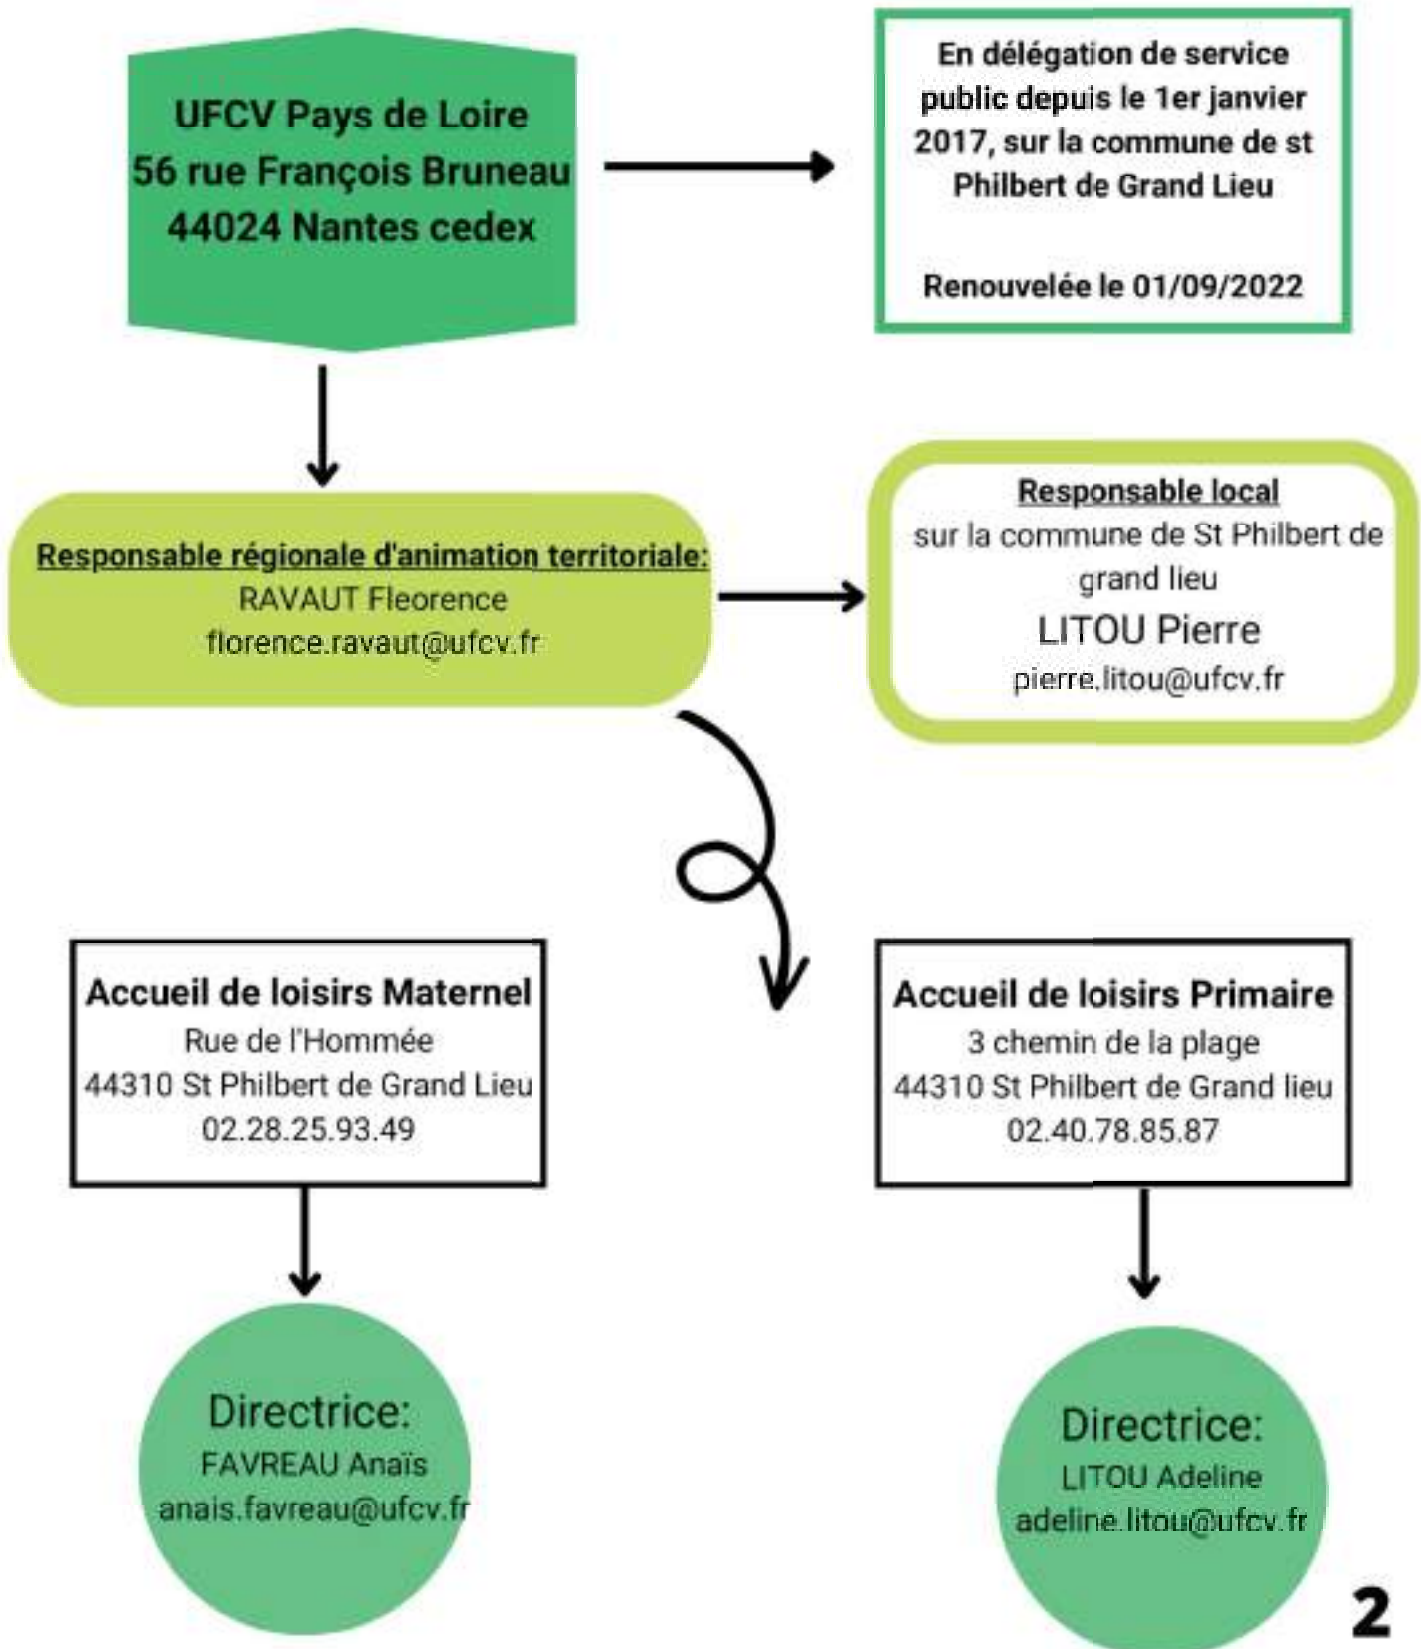 UFCV Pays de Loire
56 rue François Bruneau
44024 Nantes cedex
En délégation de service
public depuis le 1er janvier
2017, sur la commune de st
Philbert de Grand Lieu
Renouvelée le 01/09/2022
Responsable régionale d'animation territoriale:
RAVAUT Fleorence
florence.ravaut@ufcv.fr
Responsable local
sur la commune de St Philbert de
grand lieu
LITOU Pierre
pierre.litou@ufcv.fr
Accueil de loisirs Maternel
Rue de l'Hommée
44310 St Philbert de Grand Lieu
02.28.25.93.49
Accueil de loisirs Primaire
3 chemin de la plage
44310 St Philbert de Grand lieu
02.40.78.85.87
Directrice:
FAVREAU Anaïs
anais.favreau@ufcv.fr
Directrice:
LITOU Adeline
adeline.litou@ufcv.fr
2